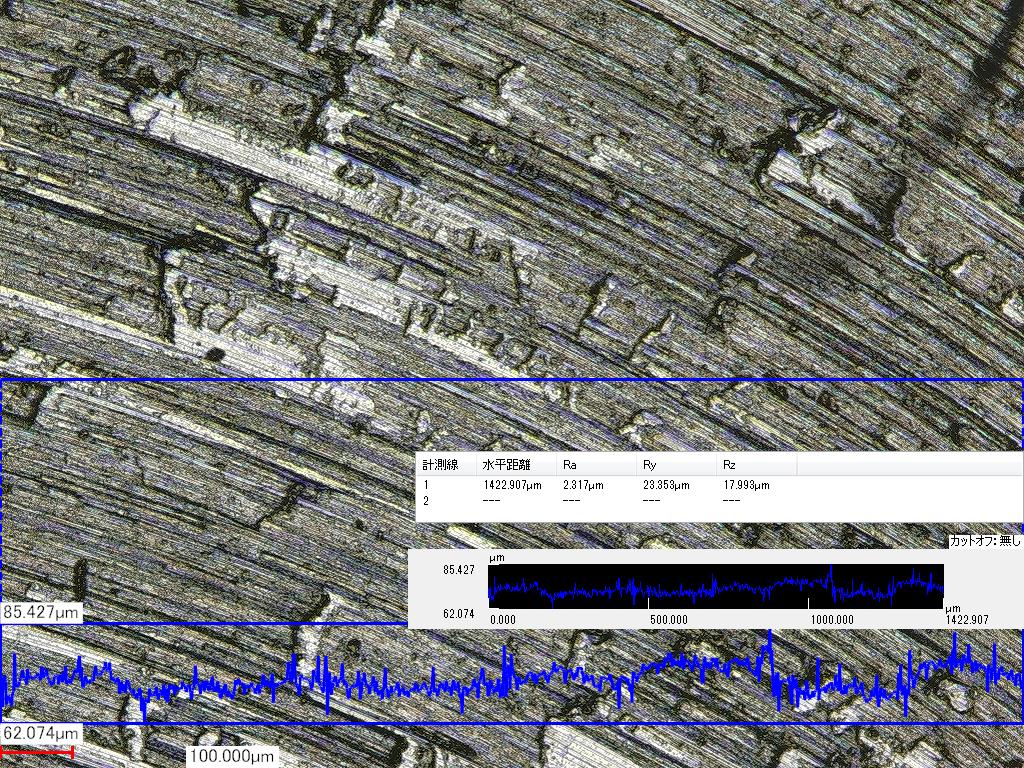 計測線 水平距離 Ra Ry Rz
1 1422.907μm 2.317μm 23.353μm 17.993μm
2 --- --- --- ---
カットオフ: 無し
μm
85.427
62.074
μm
0.000 500.000 1000.000 1422.907
85.427μm
62.074μm
100.000μm